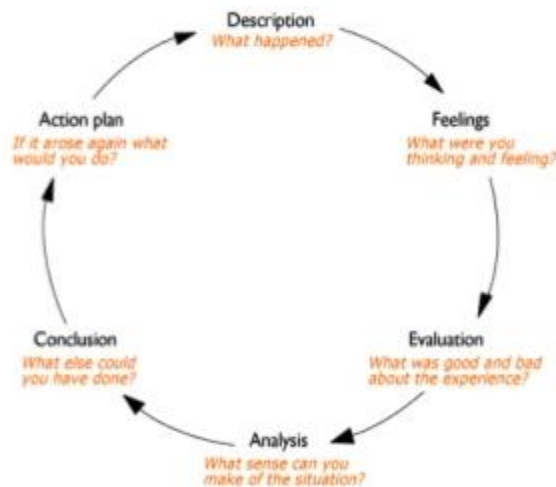 Description
What happened?
Feelings
What were you
thinking and feeling?
Evaluation
What was good and bad
about the experience?
Analysis
What sense can you
make of the situation?
Conclusion
What else could
you have done?
Action plan
If it arose again what
would you do?